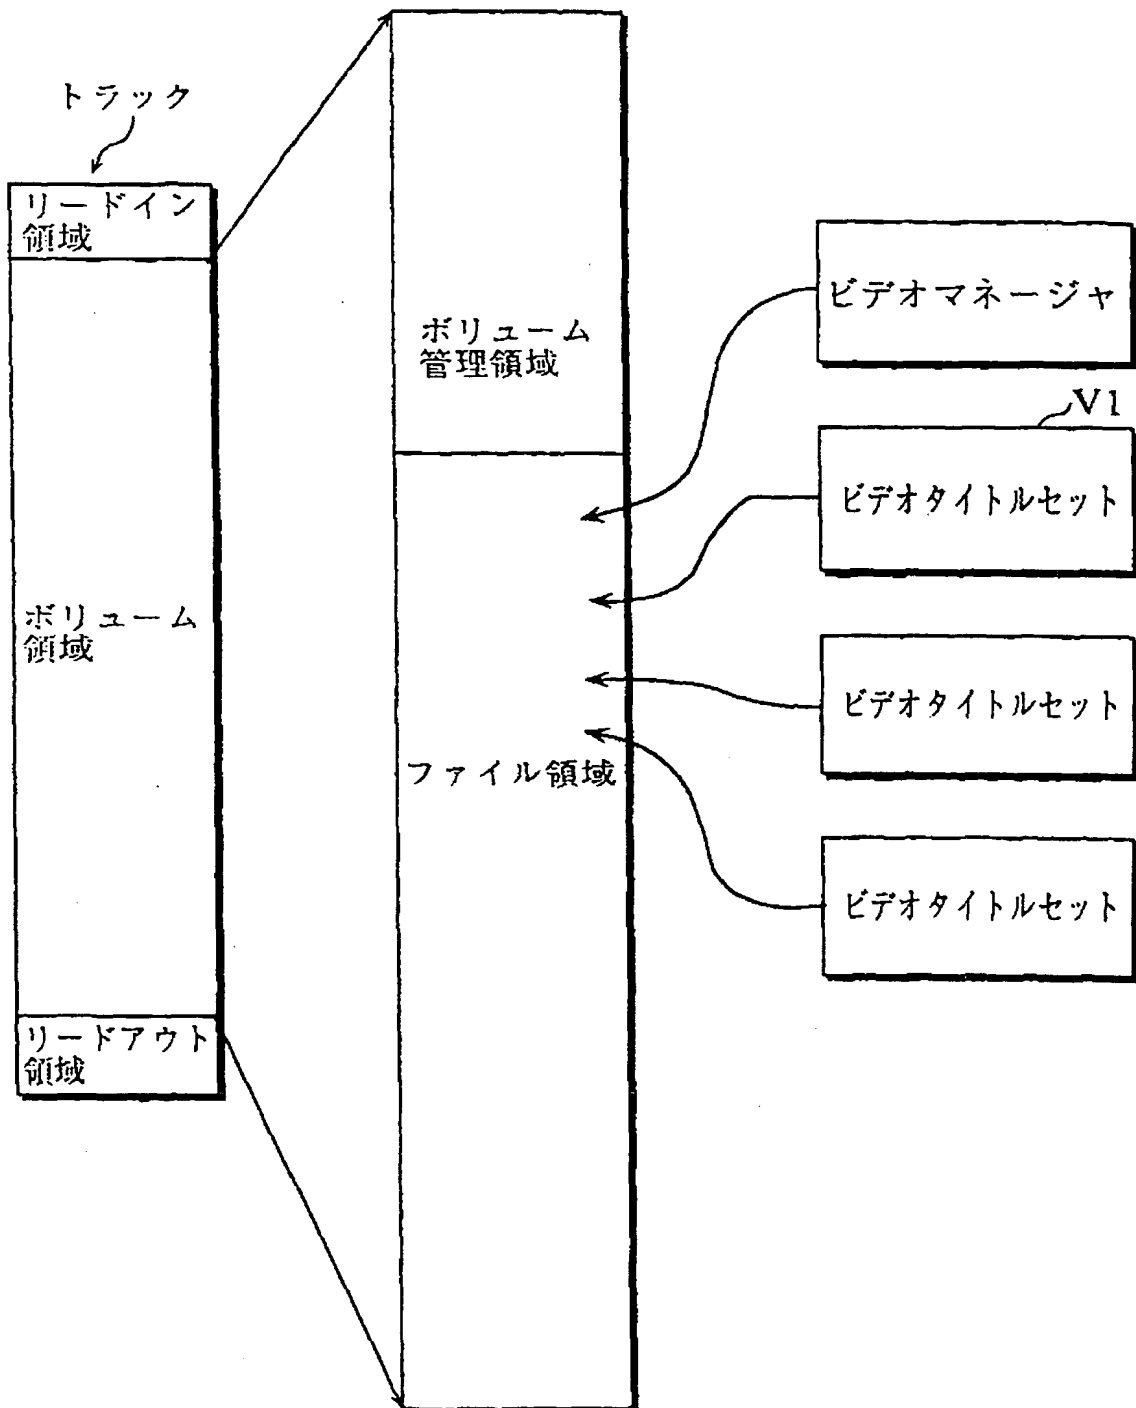 トラック
リードイン
領域
ボリューム
領域
リードアウト
領域
ボリューム
管理領域
ファイル領域
ビデオマネージャ
V1
ビデオタイトルセット
ビデオタイトルセット
ビデオタイトルセット